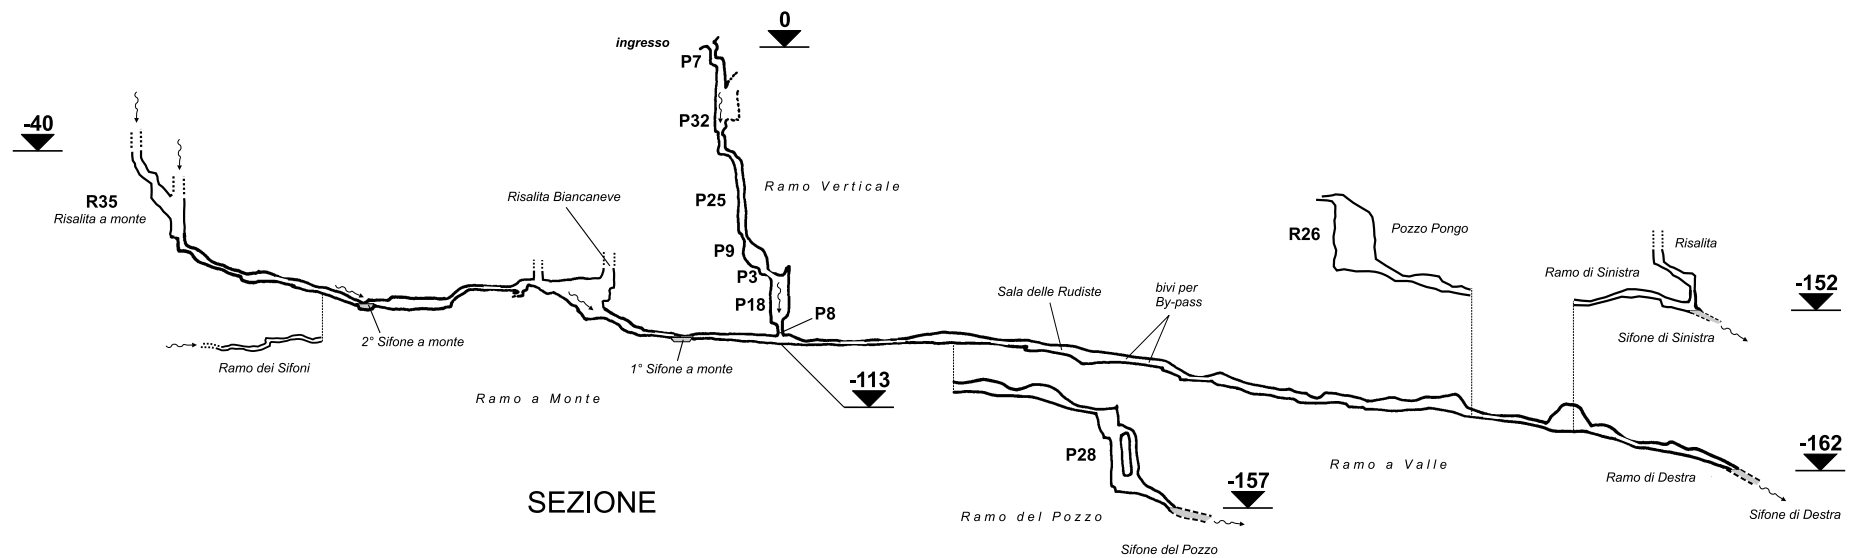 0
ingresso
P7
-40
P32
R35
Risalita a monte
Risalita Biancaneve
Ramo Verticale
P25
P9
P3
P18
P8
R26
Pozzo Pongo
Risalita
Ramo di Sinistra
-152
Sala delle Rudiste
bivi per
By-pass
Sifone di Sinistra
2° Sifone a monte
Ramo dei Sifoni
1° Sifone a monte
-113
Ramo a Monte
P28
Ramo a Valle
-162
Ramo di Destra
-157
SEZIONE
Ramo del Pozzo
Sifone di Destra
Sifone del Pozzo